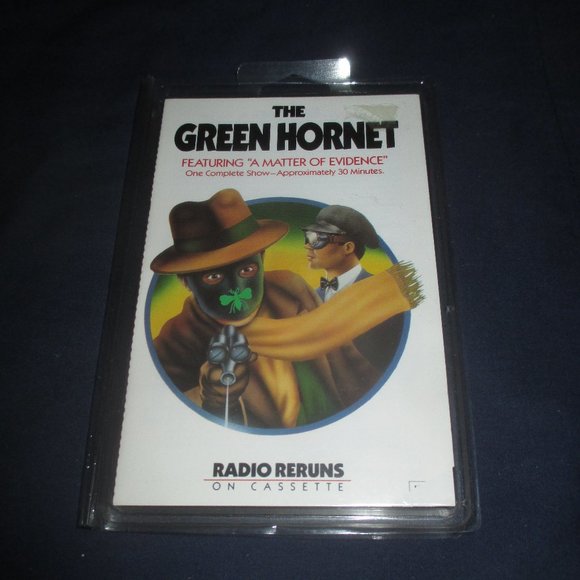 THE
GREEN HORNET
FEATURING "A MATTER OF EVIDENCE"
One Complete Show—Approximately 30 Minutes.
RADIO RERUNS
ON CASSETTE